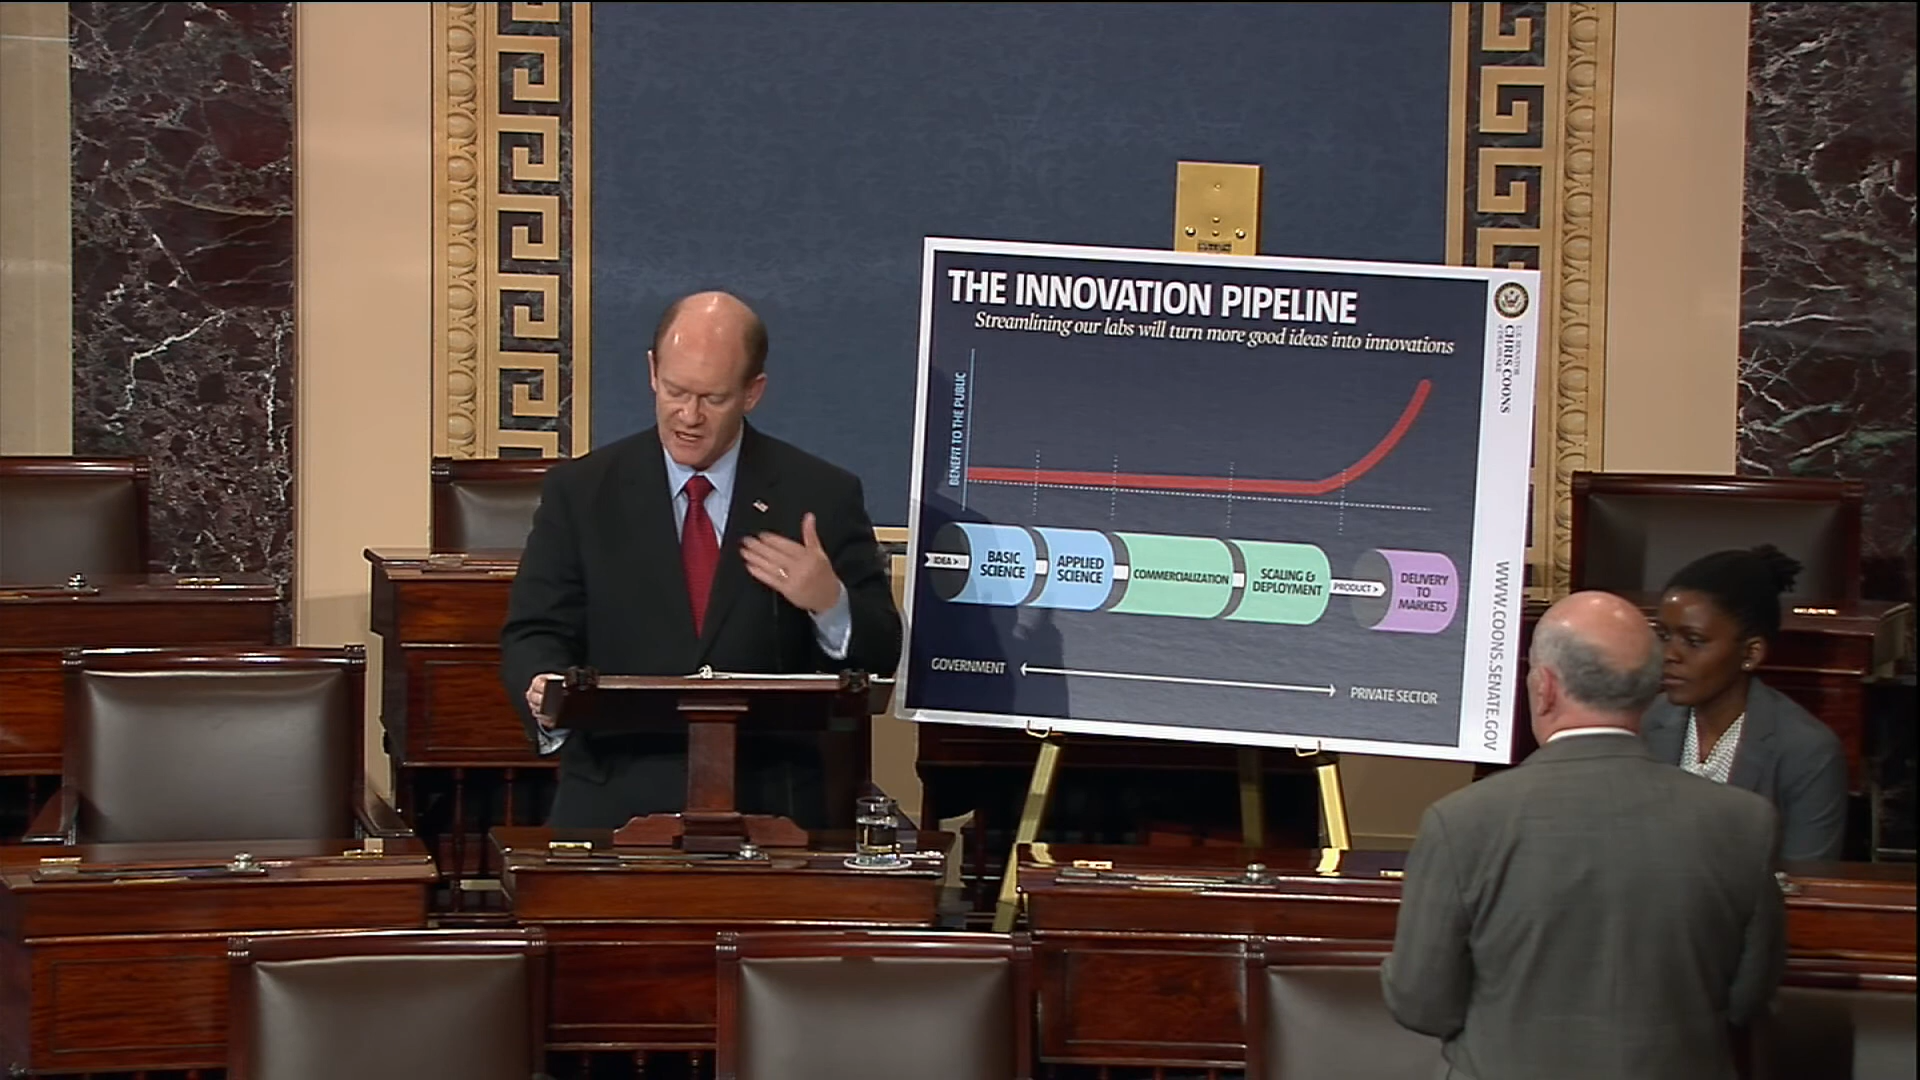 THE INNOVATION PIPELINE
Streamlining our labs will turn more good ideas into innovations
BENEFIT TO THE PUBLIC
IDEA >
BASIC
SCIENCE
APPLIED
SCIENCE
COMMERCIALIZATION
SCALING &
DEPLOYMENT
PRODUCT >
DELIVERY
TO
MARKETS
GOVERNMENT
PRIVATE SECTOR
U.S. SENATOR
CHRIS COONS
of DELAWARE
WWW.COONS.SENATE.GOV